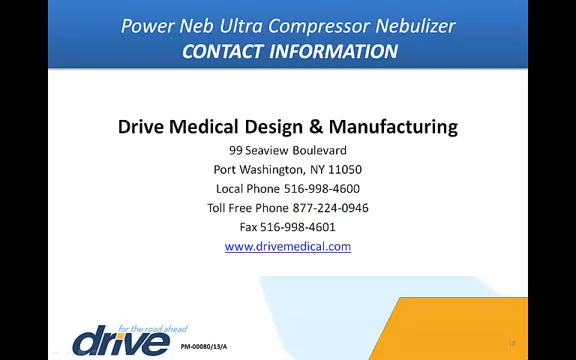 Power Neb Ultra Compressor Nebulizer
CONTACT INFORMATION
Drive Medical Design & Manufacturing
99 Seaview Boulevard
Port Washington, NY 11050
Local Phone 516-998-4600
Toll Free Phone 877-224-0946
Fax 516-998-4601
www.drivemedical.com
for the road ahead
drive
PM-00080/13/A